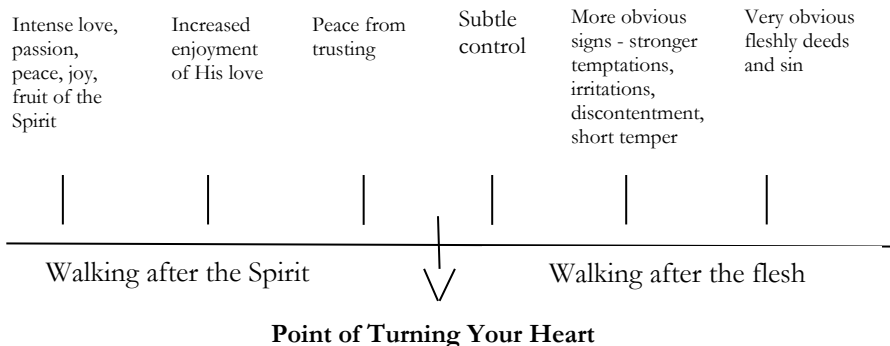 Intense love,
passion,
peace, joy,
fruit of the
Spirit
Increased
enjoyment
of His love
Peace from
trusting
Subtle
control
More obvious
signs - stronger
temptations,
irritations,
discontentment,
short temper
Very obvious
fleshly deeds
and sin
Walking after the Spirit
Walking after the flesh
Point of Turning Your Heart